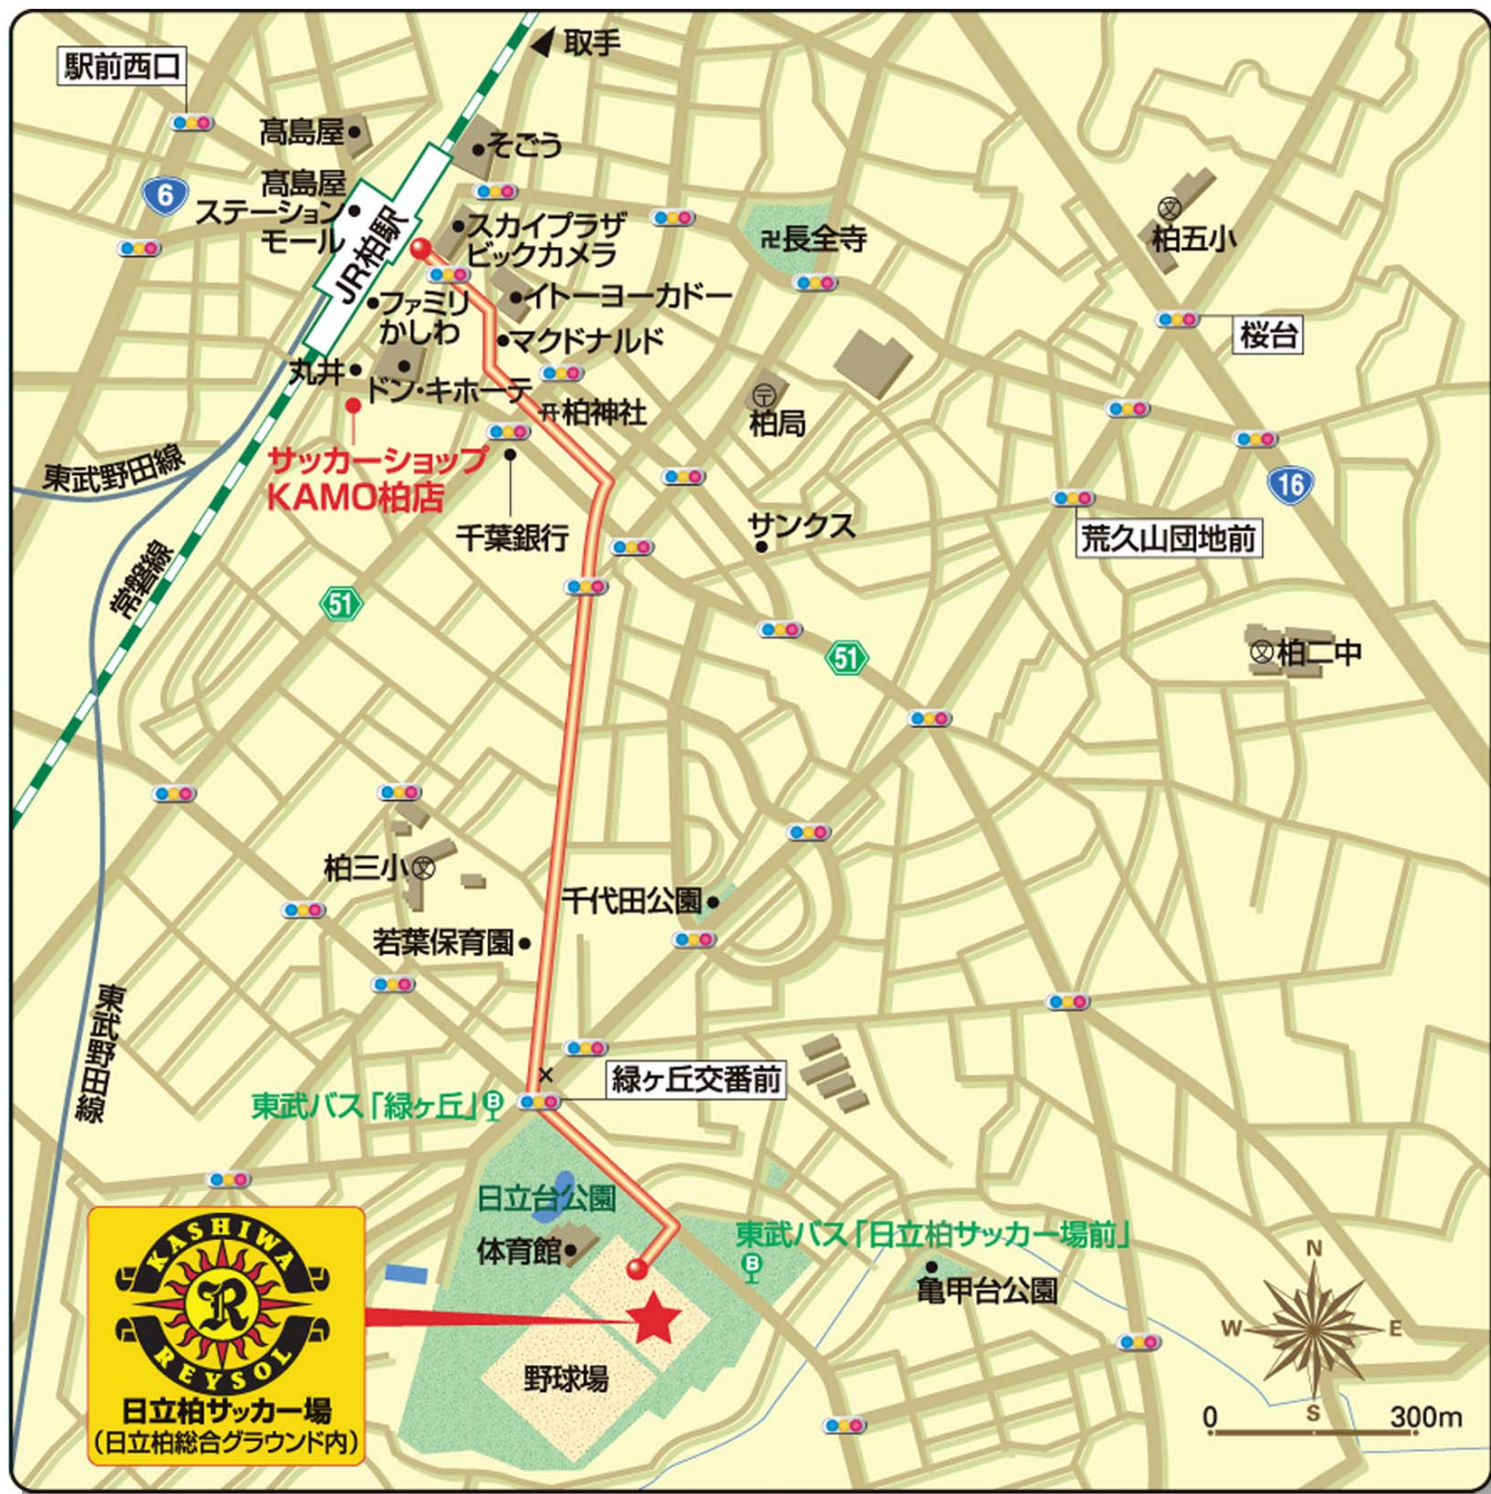 取手
駅前西口
髙島屋
そごう
6
髙島屋
ステーション
モール
JR柏駅
スカイプラザ
ビックカメラ
卍長全寺
柏五小
ファミリ
かしわ
イトーヨーカドー
マクドナルド
桜台
丸井
ドン・キホーテ
柏神社
柏局
サッカーショップ
KAMO柏店
東武野田線
16
千葉銀行
サンクス
荒久山団地前
常磐線
51
51
柏二中
柏三小
千代田公園
若葉保育園
東武野田線
緑ヶ丘交番前
東武バス「緑ヶ丘」
B
日立台公園
体育館
東武バス「日立柏サッカー場前」
B
亀甲台公園
野球場
KASHIWA
R
REYSOL
日立柏サッカー場
(日立柏総合グラウンド内)
N
W
E
S
0
300m